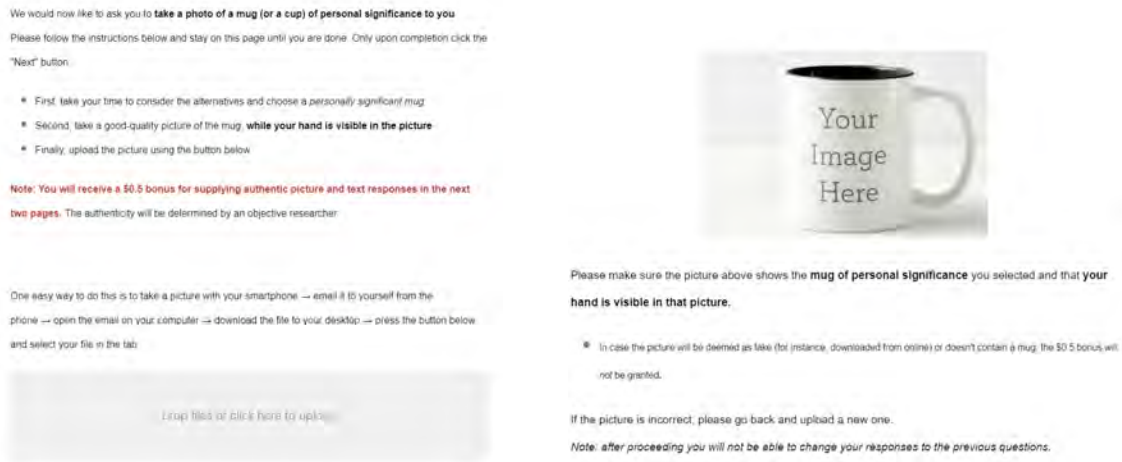 We would now like to ask you to take a photo of a mug (or a cup) of personal significance to you
Please follow the instructions below and stay on this page until you are done. Only upon completion click the
"Next" button.
First, take your time to consider the alternatives and choose a personally significant mug
Second, take a good-quality picture of the mug, while your hand is visible in the picture
Finally, upload the picture using the button below
Note: You will receive a $0.5 bonus for supplying authentic picture and text responses in the next
two pages. The authenticity will be determined by an objective researcher
One easy way to do this is to take a picture with your smartphone → email it to yourself from the
phone → open the email on your computer → download the file to your desktop → press the button below
and select your file in the tab
Drop files or click here to upload
Your
Image
Here
Please make sure the picture above shows the mug of personal significance you selected and that your
hand is visible in that picture.
In case the picture will be deemed as fake (for instance, downloaded from online) or doesn't contain a mug, the $0.5 bonus will
not be granted.
If the picture is incorrect, please go back and upload a new one.
Note: after proceeding you will not be able to change your responses to the previous questions.